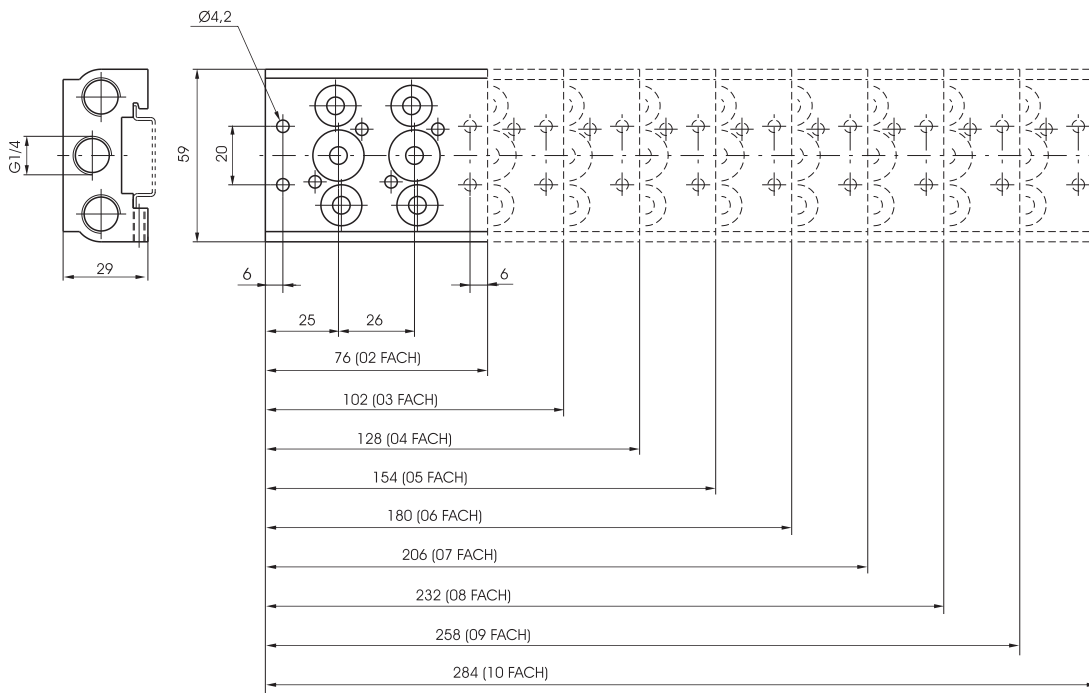 Ø4,2
G1/4
59
20
29
6
6
25
26
76 (02 FACH)
102 (03 FACH)
128 (04 FACH)
154 (05 FACH)
180 (06 FACH)
206 (07 FACH)
232 (08 FACH)
258 (09 FACH)
284 (10 FACH)